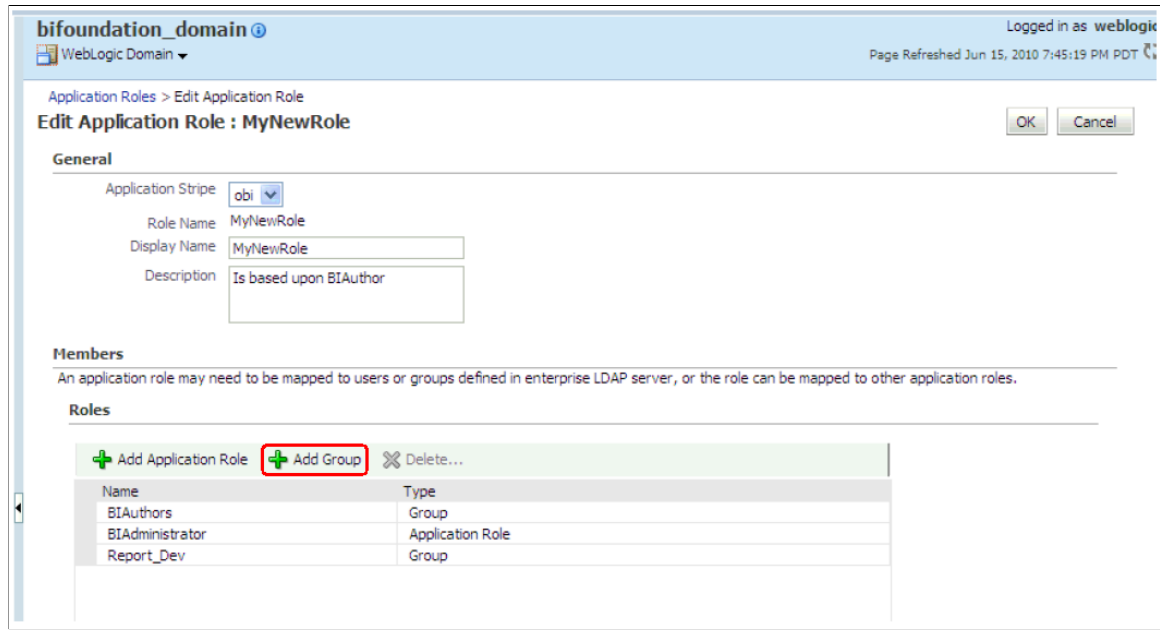 bifoundation_domain
Logged in as weblogic
WebLogic Domain
Page Refreshed Jun 15, 2010 7:45:19 PM PDT
Application Roles > Edit Application Role
Edit Application Role : MyNewRole
OK Cancel
General
Application Stripe obi
Role Name MyNewRole
Display Name MyNewRole
Description Is based upon BIAuthor
Members
An application role may need to be mapped to users or groups defined in enterprise LDAP server, or the role can be mapped to other application roles.
Roles
Add Application Role Add Group Delete...
Name Type
BIAuthors Group
BIAdministrator Application Role
Report_Dev Group